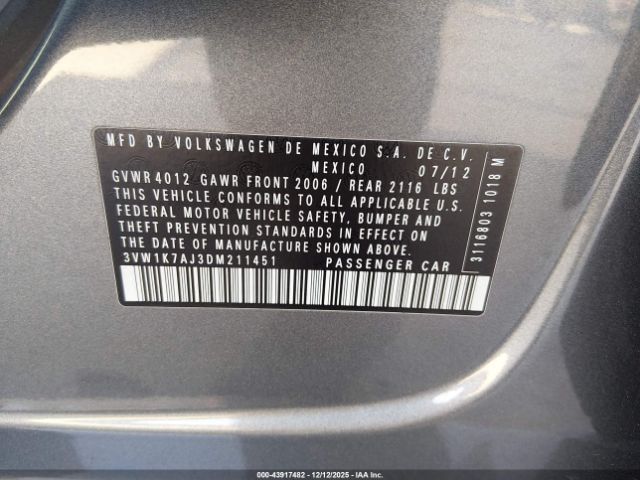 MFD BY VOLKSWAGEN DE MEXICO S.A. DE C.V.
MEXICO 07/12
GVWR 4012 GAWR FRONT 2006 / REAR 2116 LBS
THIS VEHICLE CONFORMS TO ALL APPLICABLE U.S.
FEDERAL MOTOR VEHICLE SAFETY, BUMPER AND
THEFT PREVENTION STANDARDS IN EFFECT ON
THE DATE OF MANUFACTURE SHOWN ABOVE.
3VW1K7AJ3DM211451 PASSENGER CAR
3116803 1018 M
000-43917482 - 12/12/2025 - IAA Inc.